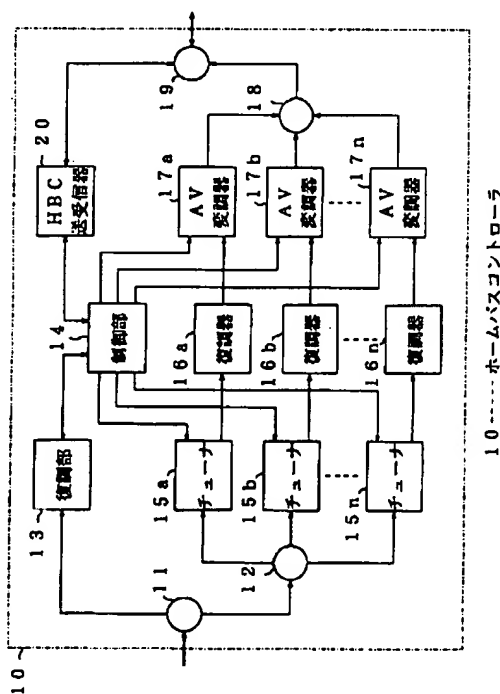 10
11
12
13
復調部
14
制御部
20
HBC
送受信器
15a
チューナ
15b
チューナ
15n
チューナ
16a
復調器
16b
復調器
16n
復調器
17a
AV
変調器
17b
AV
変調器
17n
AV
変調器
18
19
10……ホームバスコントローラ